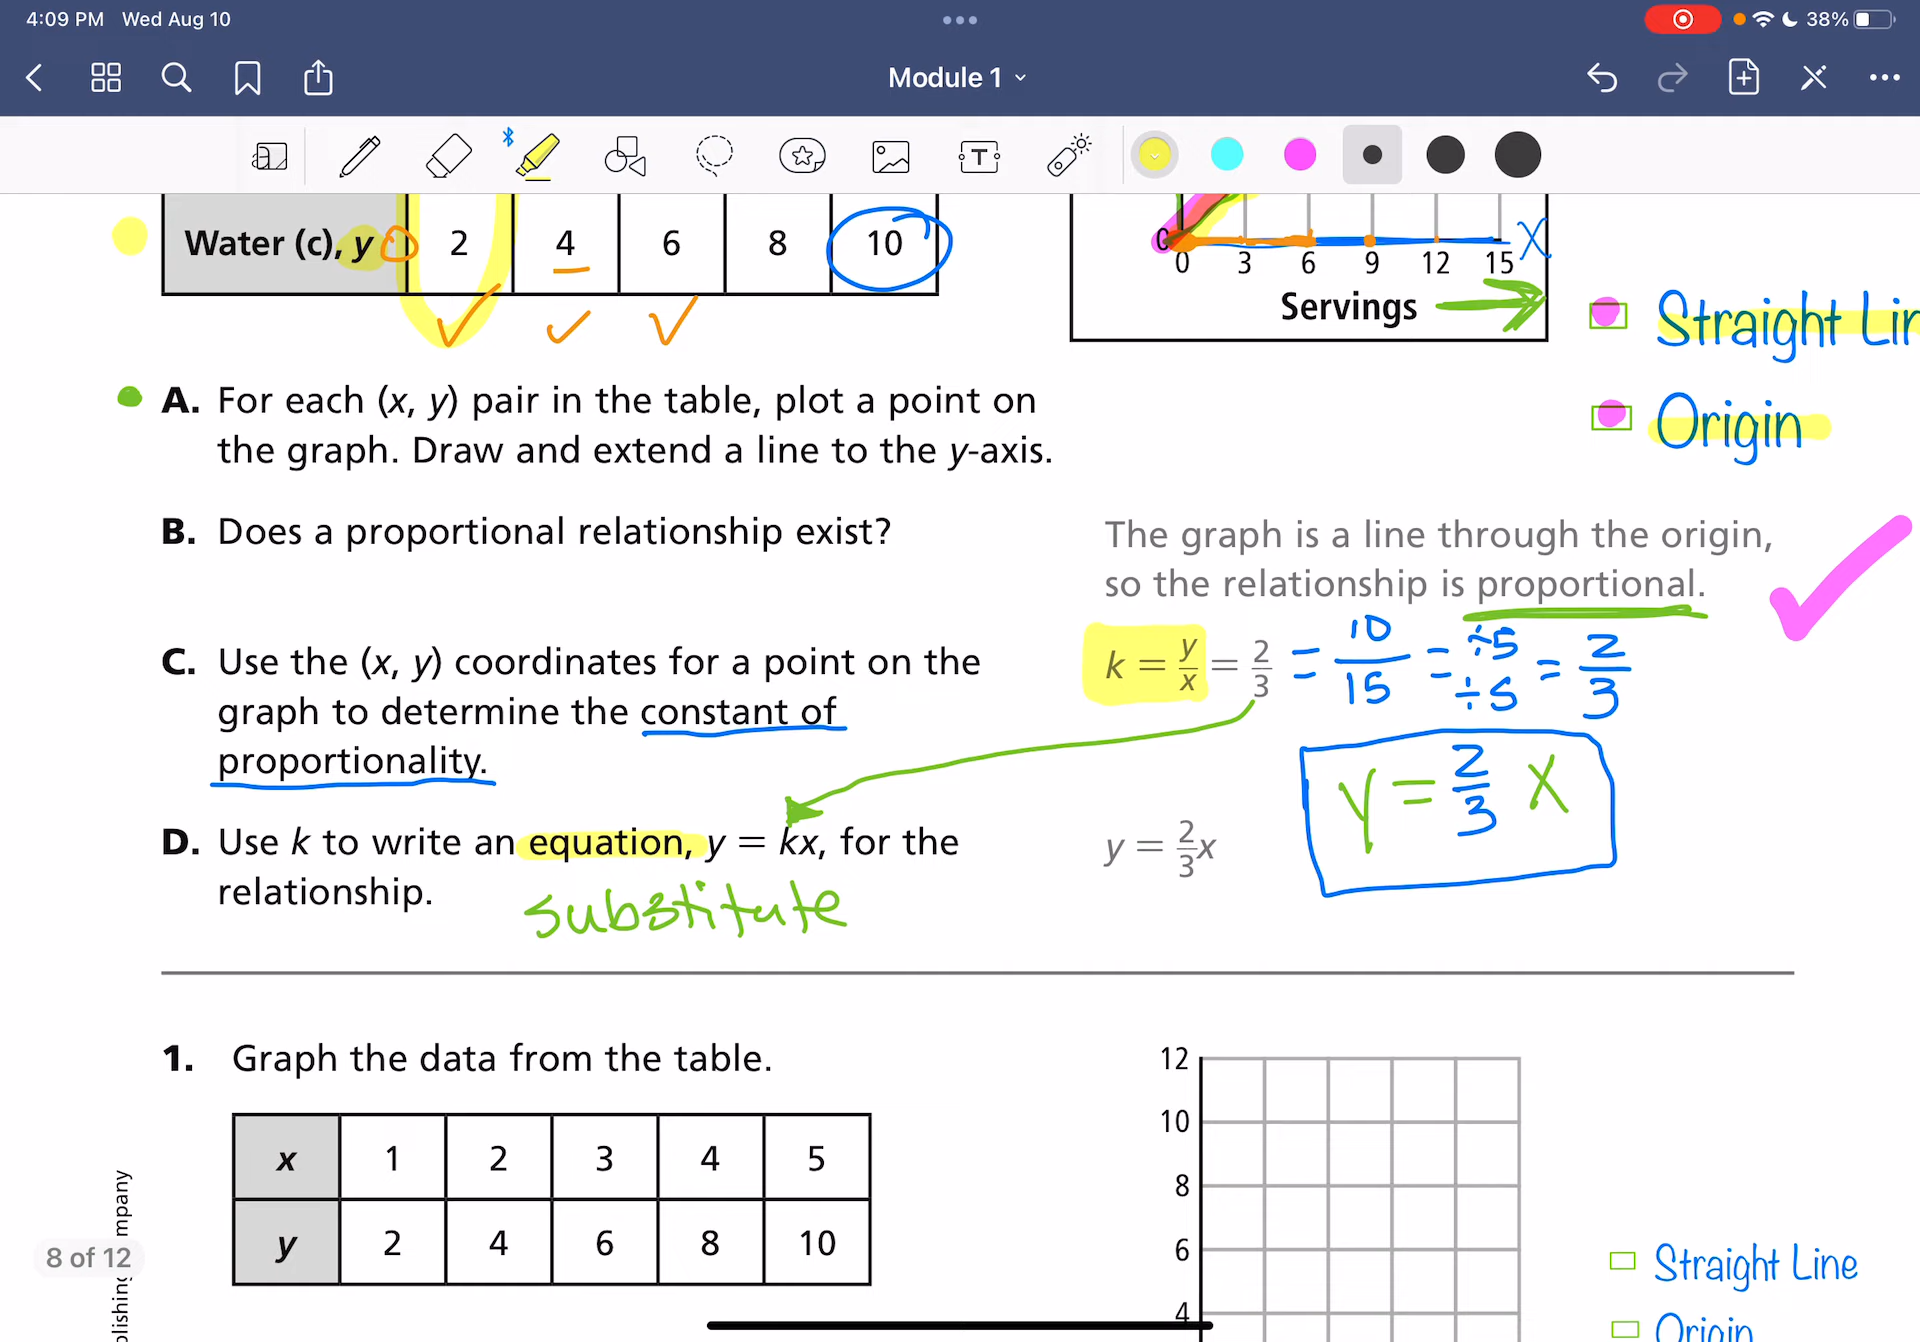 4:09 PM Wed Aug 10
38%
Module 1
Water (c), y 2 4 6 8 10
0
0 3 6 9 12 15 X
Servings
Straight Lin
Origin
A. For each (x, y) pair in the table, plot a point on
the graph. Draw and extend a line to the y-axis.
B. Does a proportional relationship exist?
The graph is a line through the origin,
so the relationship is proportional.
C. Use the (x, y) coordinates for a point on the
graph to determine the constant of
proportionality.
k = y/x = 2/3 = 10/15 = ÷5/÷5 = 2/3
y = 2/3 x
D. Use k to write an equation, y = kx, for the
relationship.
substitute
y = 2/3x
1. Graph the data from the table.
x 1 2 3 4 5
y 2 4 6 8 10
12
10
8
6
4
Straight Line
Origin
8 of 12